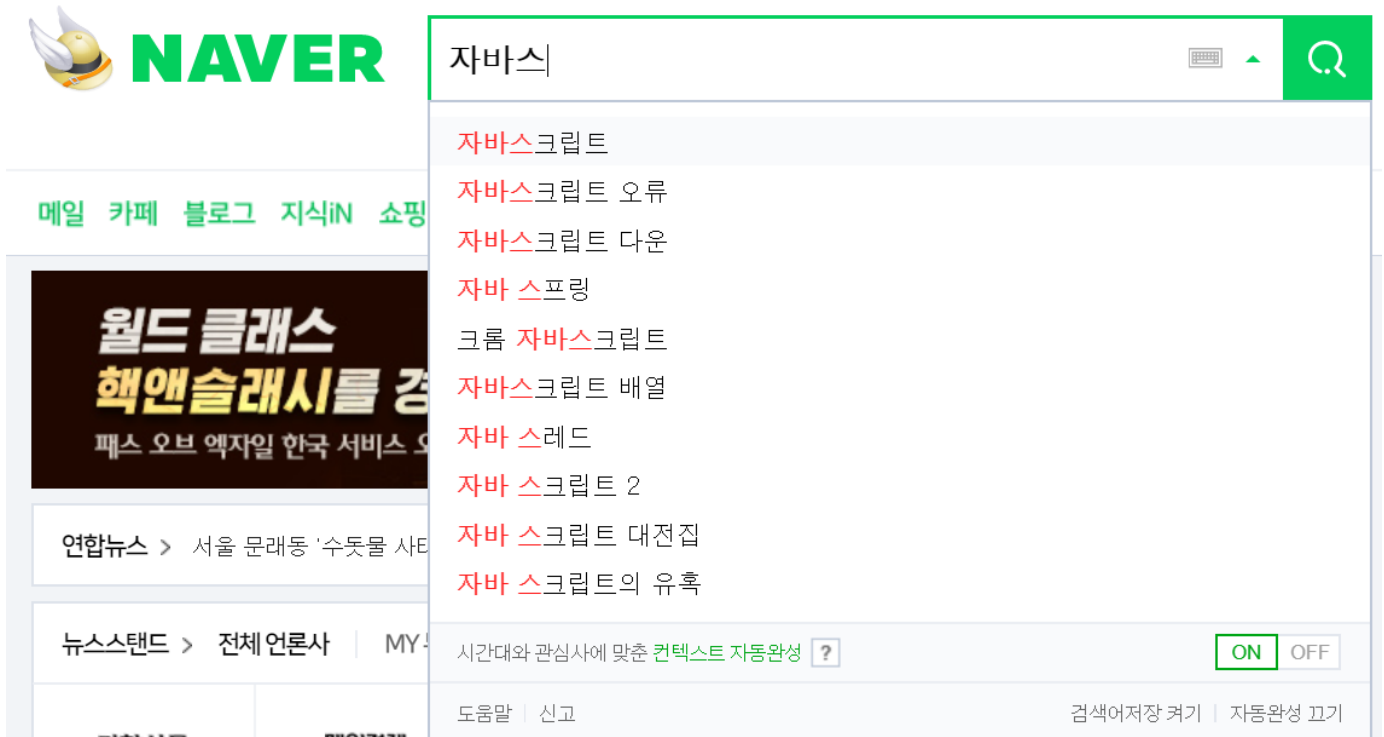 NAVER
자바스
자바스크립트
자바스크립트 오류
자바스크립트 다운
자바 스프링
크롬 자바스크립트
자바스크립트 배열
자바 스레드
자바 스크립트 2
자바 스크립트 대전집
자바 스크립트의 유혹
시간대와 관심사에 맞춘 컨텍스트 자동완성 ? ON OFF
도움말 신고 검색어저장 켜기 자동완성 끄기
메일 카페 블로그 지식iN 쇼핑
월드 클래스
핵앤슬래시를
패스 오브 엑자일 한국 서비스
연합뉴스 > 서울 문래동 '수돗물
뉴스스탠드 > 전체 언론사 MY